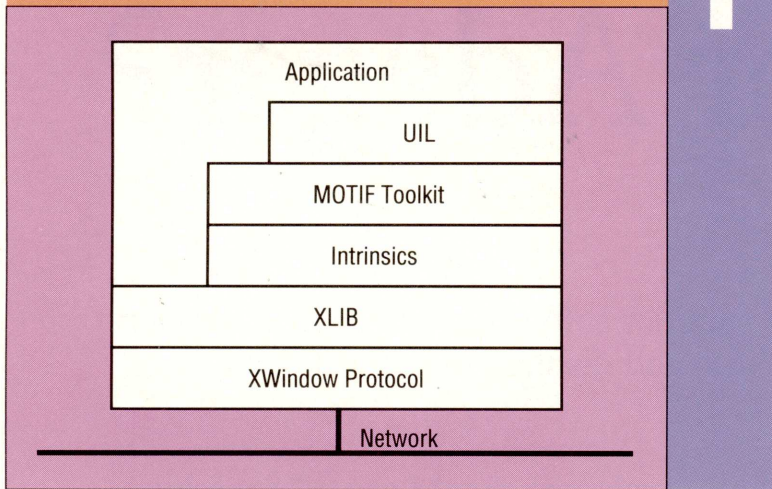 Application
UIL
MOTIF Toolkit
Intrinsics
XLIB
XWindow Protocol
Network